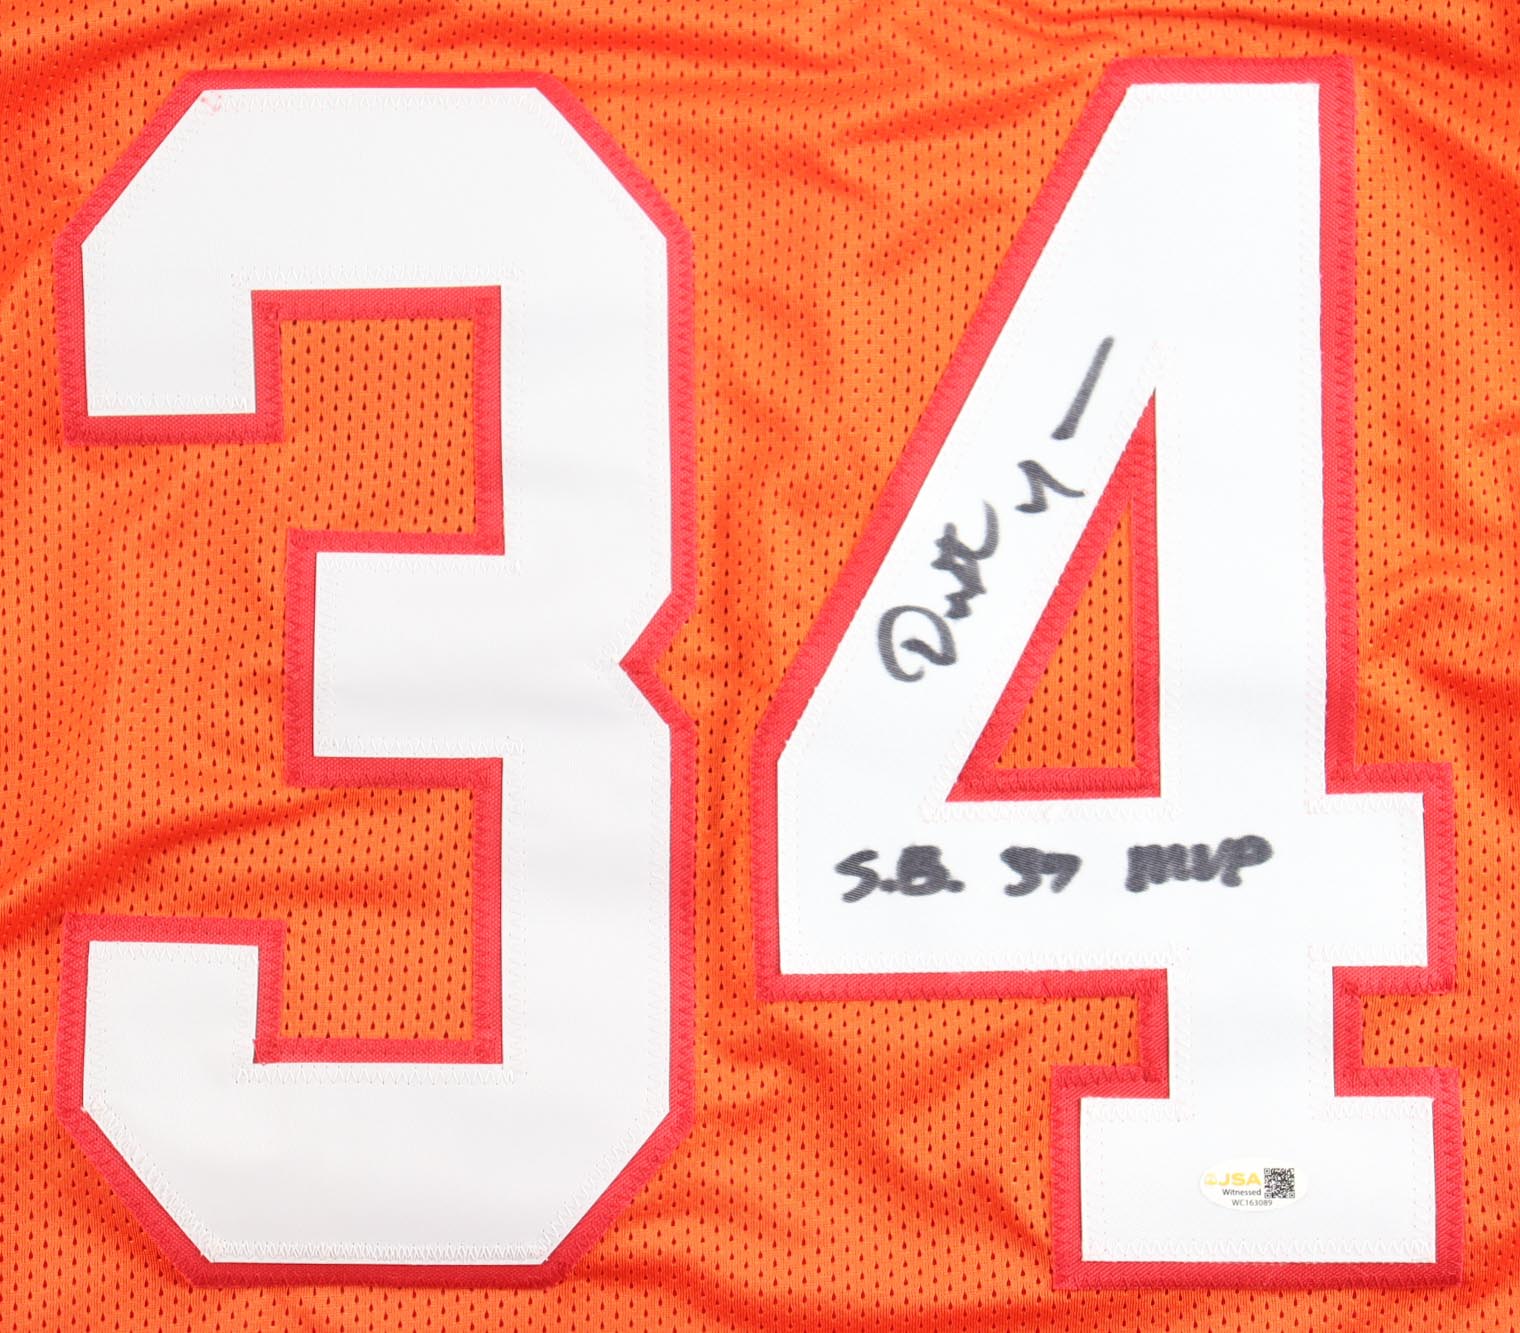 34
S.B. 37 MVP
JSA
Witnessed
WC163089